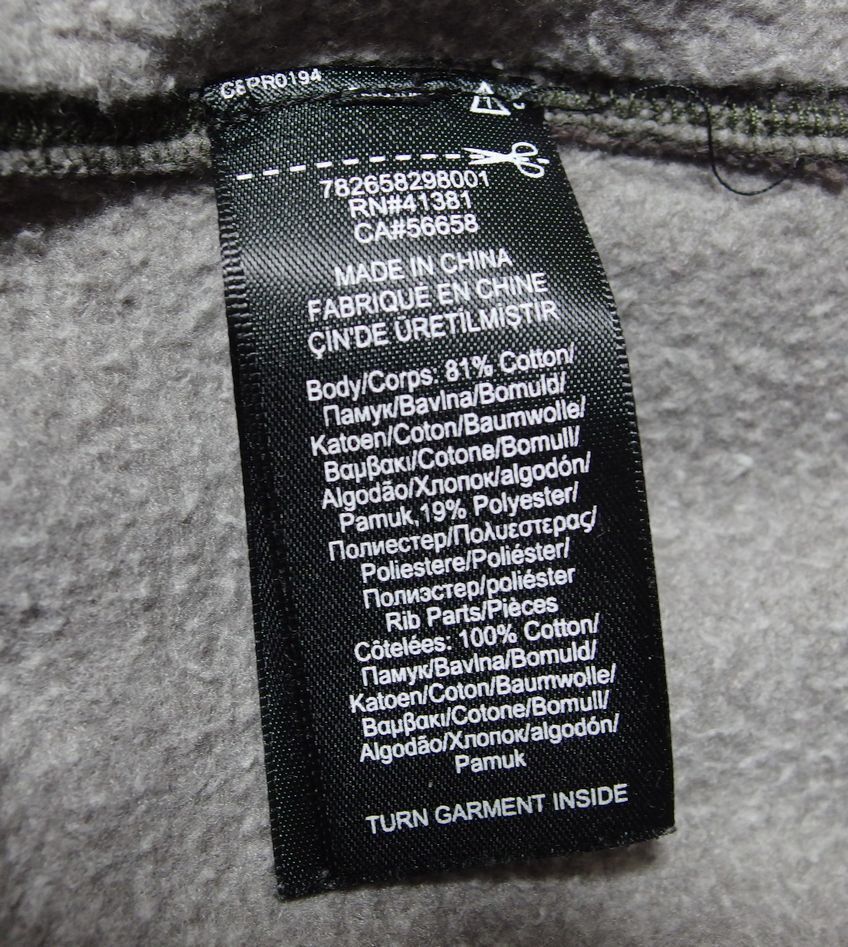 782658298001
RN#41381
CA#56658
MADE IN CHINA
FABRIQUE EN CHINE
ÇİN'DE ÜRETİLMİŞTİR
Body/Corps: 81% Cotton/
Памук/Bavlna/Bomuld/
Katoen/Coton/Baumwolle/
Βαμβακι/Cotone/Bomull/
Algodão/Хлопок/algodón/
Pamuk,19% Polyester/
Полиестер/Πολυεστερας/
Poliestere/Poliéster/
Полиэстер/poliéster
Rib Parts/Pièces
Côtelées: 100% Cotton/
Памук/Bavlna/Bomuld/
Katoen/Coton/Baumwolle/
Βαμβακι/Cotone/Bomull/
Algodão/Хлопок/algodón/
Pamuk
TURN GARMENT INSIDE